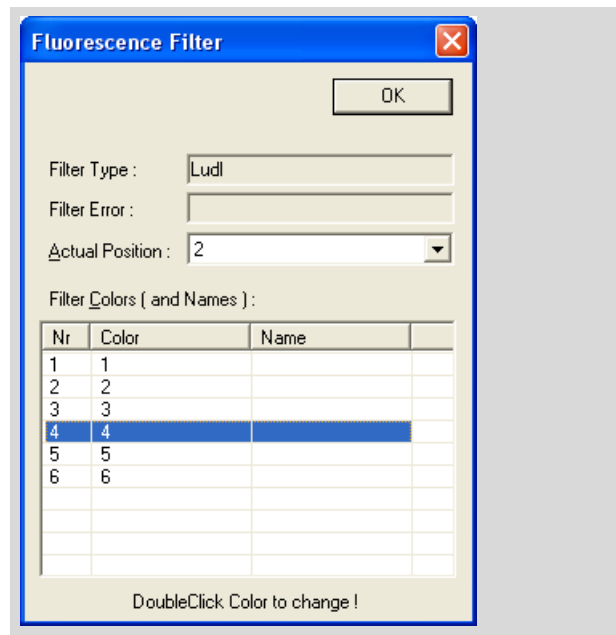 Fluorescence Filter
OK
Filter Type : Ludl
Filter Error :
Actual Position : 2
Filter Colors ( and Names ) :
Nr Color Name
1 1
2 2
3 3
4 4
5 5
6 6
DoubleClick Color to change !